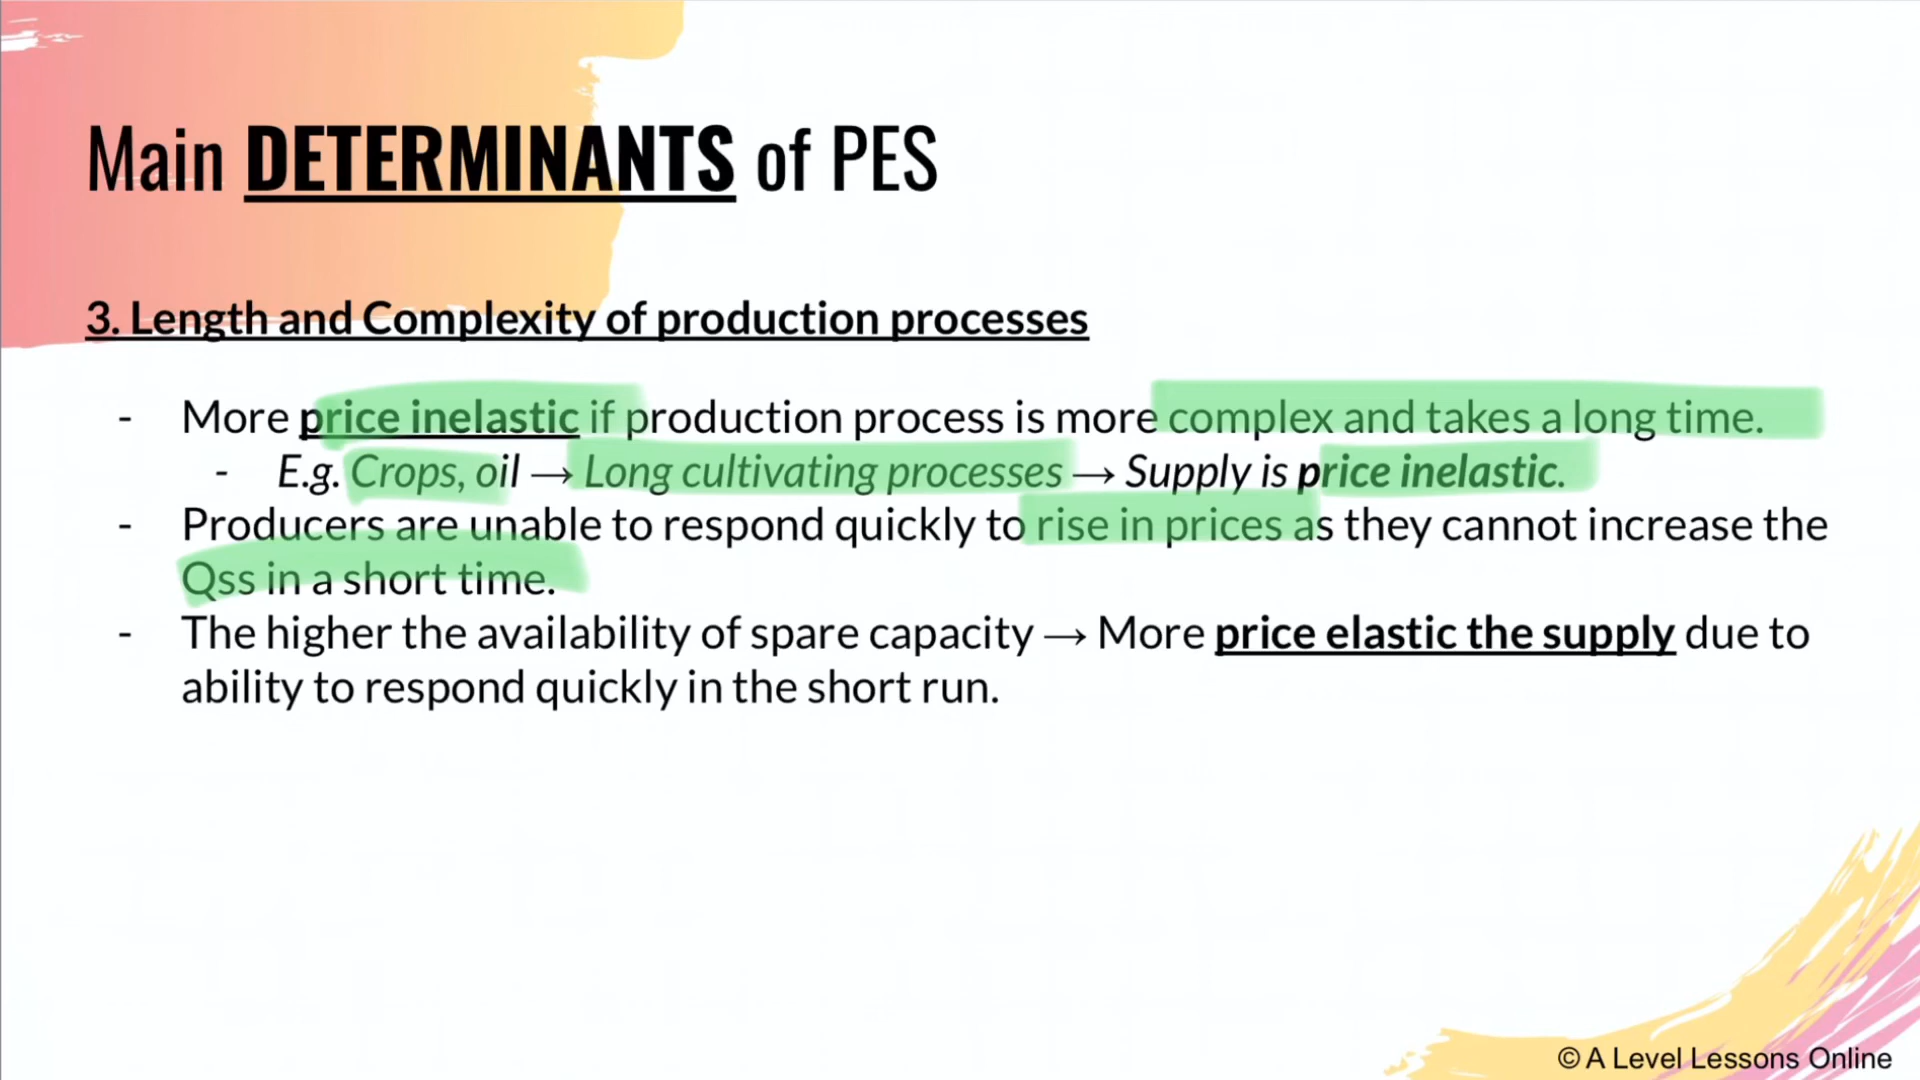 Main DETERMINANTS of PES
3. Length and Complexity of production processes
- More price inelastic if production process is more complex and takes a long time.
- E.g. Crops, oil → Long cultivating processes → Supply is price inelastic.
- Producers are unable to respond quickly to rise in prices as they cannot increase the
Qss in a short time.
- The higher the availability of spare capacity → More price elastic the supply due to
ability to respond quickly in the short run.
© A Level Lessons Online